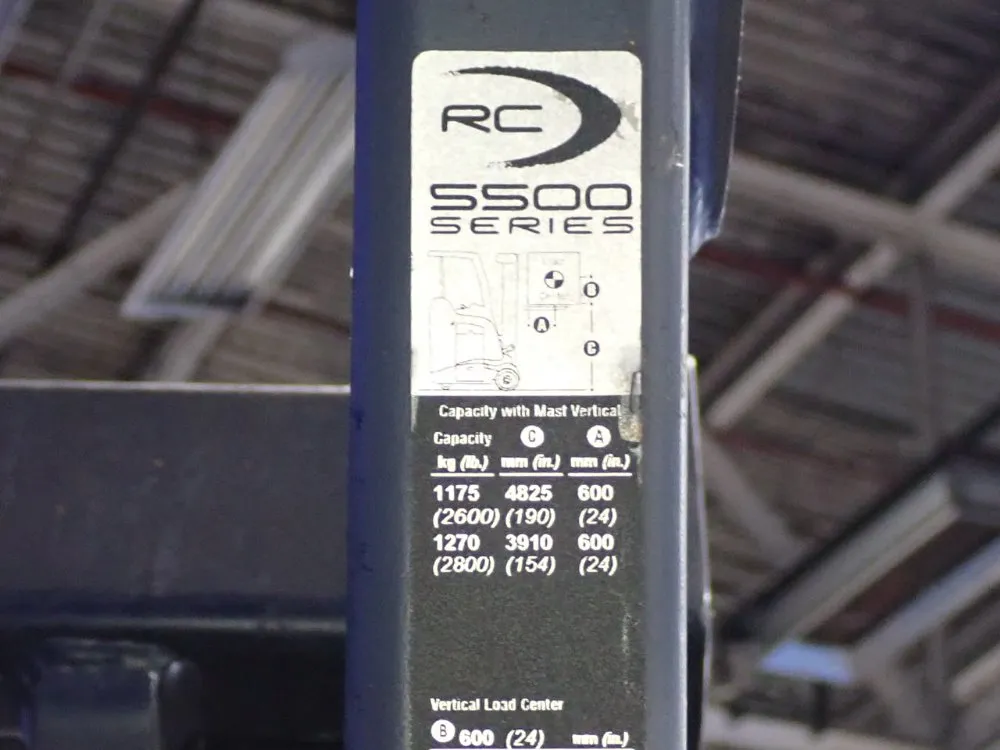 RC
5500
SERIES
B
A
C
Capacity with Mast Vertical
Capacity C A
kg (lb.) mm (in.) mm (in.)
1175 4825 600
(2600) (190) (24)
1270 3910 600
(2800) (154) (24)
Vertical Load Center
B 600 (24) mm (in.)